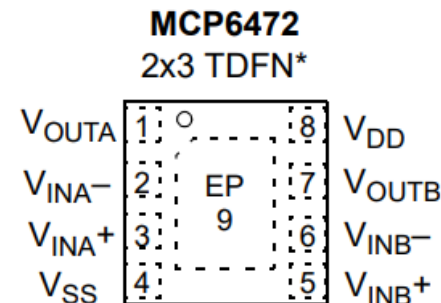 MCP6472
2x3 TDFN*
VOUTA 1 8 VDD
VINA– 2 EP 7 VOUTB
VINA+ 3 9 6 VINB–
VSS 4 5 VINB+